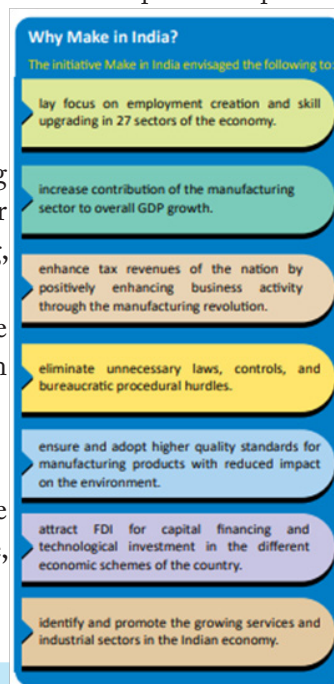 Why Make in India?
The initiative Make in India envisaged the following to:
lay focus on employment creation and skill
upgrading in 27 sectors of the economy.
increase contribution of the manufacturing
sector to overall GDP growth.
enhance tax revenues of the nation by
positively enhancing business activity
through the manufacturing revolution.
eliminate unnecessary laws, controls, and
bureaucratic procedural hurdles.
ensure and adopt higher quality standards for
manufacturing products with reduced impact
on the environment.
attract FDI for capital financing and
technological investment in the different
economic schemes of the country.
identify and promote the growing services and
industrial sectors in the Indian economy.